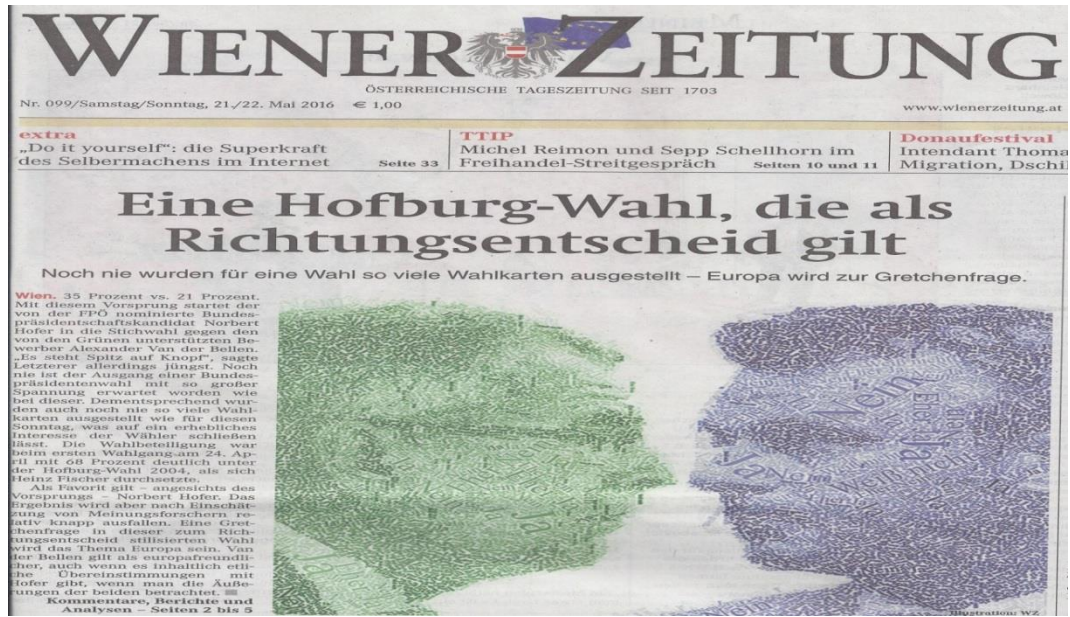 WIENER ZEITUNG
ÖSTERREICHISCHE TAGESZEITUNG SEIT 1703
Nr. 099/Samstag/Sonntag, 21./22. Mai 2016 € 1,00
www.wienerzeitung.at
extra
„Do it yourself“: die Superkraft
des Selbermachens im Internet Seite 33
TTIP
Michel Reimon und Sepp Schellhorn im
Freihandel-Streitgespräch Seiten 10 und 11
Donaufestival
Intendant Thoma
Migration, Dschi
Eine Hofburg-Wahl, die als
Richtungsentscheid gilt
Noch nie wurden für eine Wahl so viele Wahlkarten ausgestellt – Europa wird zur Gretchenfrage.
Wien. 35 Prozent vs. 21 Prozent.
Mit diesem Vorsprung startet der
von der FPÖ nominierte Bundes-
präsidentschaftskandidat Norbert
Hofer in die Stichwahl gegen den
von den Grünen unterstützten Be-
werber Alexander Van der Bellen.
„Es steht Spitz auf Knopf“, sagte
Letzterer allerdings jüngst. Noch
nie ist der Ausgang einer Bundes-
präsidentenwahl mit so großer
Spannung erwartet worden wie
bei dieser. Dementsprechend wur-
den auch noch nie so viele Wahl-
karten ausgestellt wie für diesen
Sonntag, was auf ein erhebliches
Interesse der Wähler schließen
lässt. Die Wahlbeteiligung war
beim ersten Wahlgang am 24. Ap-
ril mit 68 Prozent deutlich unter
der Hofburg-Wahl 2004, als sich
Heinz Fischer durchsetzte.
Als Favorit gilt – angesichts des
Vorsprungs – Norbert Hofer. Das
Ergebnis wird aber nach Einschät-
zung von Meinungsforschern re-
lativ knapp ausfallen. Eine Gret-
chenfrage in dieser zum Rich-
tungsentscheid stilisierten Wahl
wird das Thema Europa sein. Van
der Bellen gilt als europafreundli-
cher, auch wenn es inhaltlich etli-
che Übereinstimmungen mit
Hofer gibt, wenn man die Äuße-
rungen der beiden betrachtet.
Kommentare, Berichte und
Analysen – Seiten 2 bis 5
Illustration: WZ